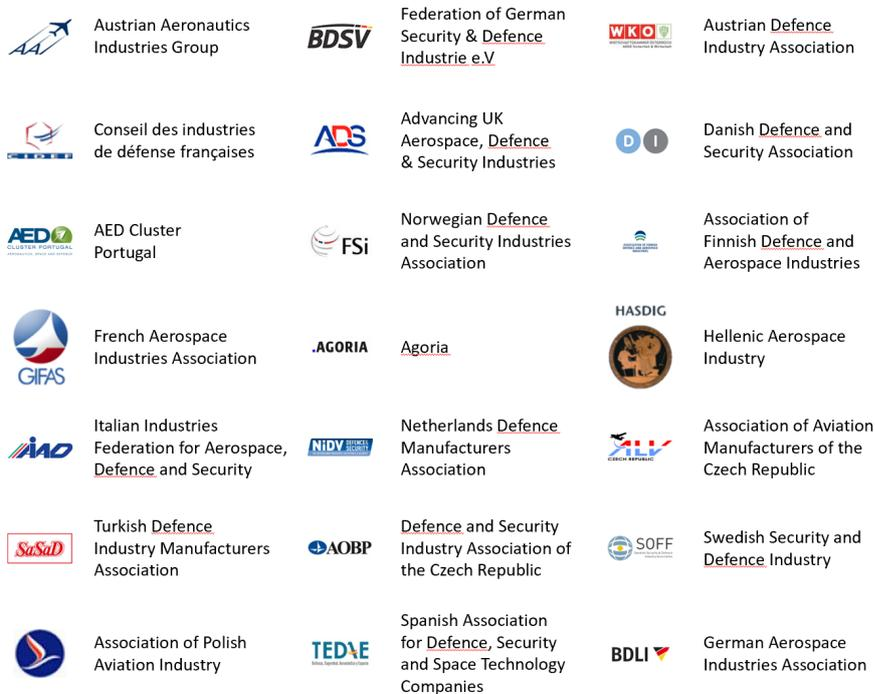 AAI
Austrian Aeronautics
Industries Group
BDSV
Federation of German
Security & Defence
Industrie e.V
WKO
Austrian Defence
Industry Association
CIDEF
Conseil des industries
de défense françaises
ADS
Advancing UK
Aerospace, Defence
& Security Industries
D I
Danish Defence and
Security Association
AED
CLUSTER PORTUGAL
AED Cluster
Portugal
FSi
Norwegian Defence
and Security Industries
Association
Association of
Finnish Defence and
Aerospace Industries
GIFAS
French Aerospace
Industries Association
.AGORIA
Agoria
HASDIG
Hellenic Aerospace
Industry
AIAD
Italian Industries
Federation for Aerospace,
Defence and Security
NIDV DEFENCE &
SECURITY
Netherlands Defence
Manufacturers
Association
ALV
CZECH REPUBLIC
Association of Aviation
Manufacturers of the
Czech Republic
SaSaD
Turkish Defence
Industry Manufacturers
Association
AOBP
Defence and Security
Industry Association of
the Czech Republic
SOFF
Swedish Security and
Defence Industry
Association of Polish
Aviation Industry
TEDAE
Spanish Association
for Defence, Security
and Space Technology
Companies
BDLI
German Aerospace
Industries Association